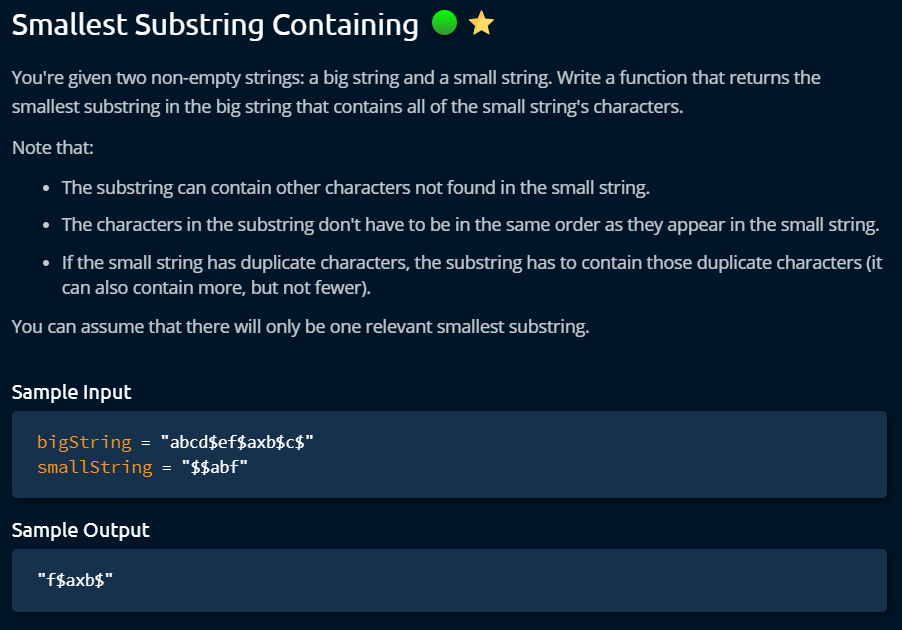 Smallest Substring Containing
You're given two non-empty strings: a big string and a small string. Write a function that returns the
smallest substring in the big string that contains all of the small string's characters.
Note that:
• The substring can contain other characters not found in the small string.
• The characters in the substring don't have to be in the same order as they appear in the small string.
• If the small string has duplicate characters, the substring has to contain those duplicate characters (it
can also contain more, but not fewer).
You can assume that there will only be one relevant smallest substring.
Sample Input
bigString = "abcd$ef$axb$c$"
smallString = "$$abf"
Sample Output
"f$axb$"